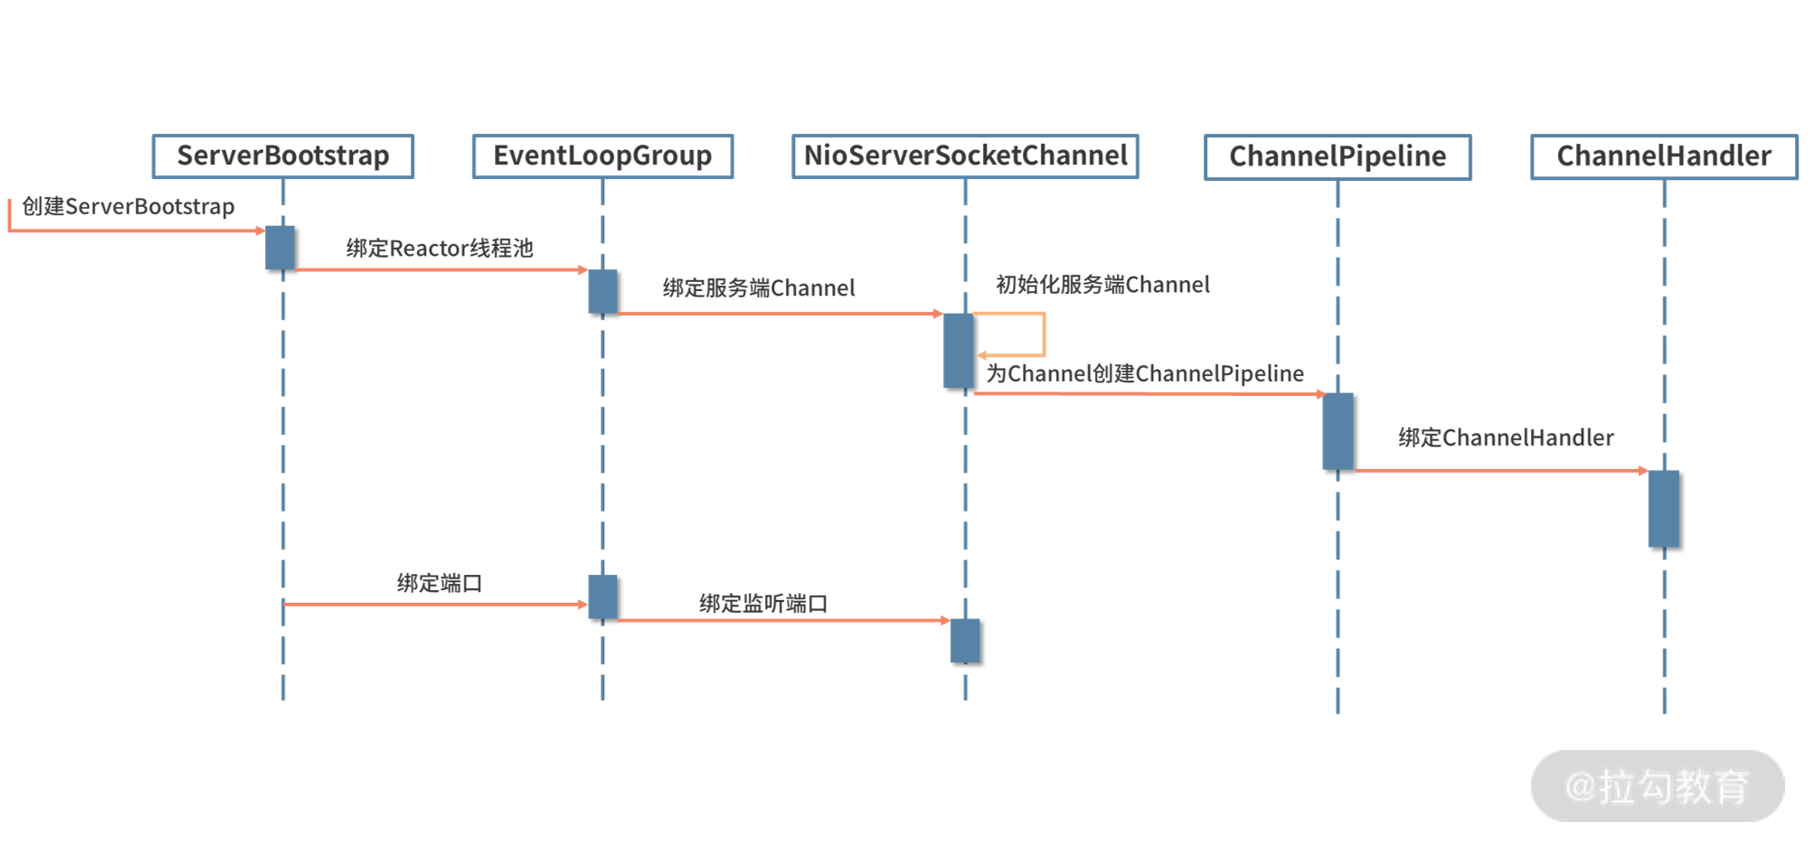 ServerBootstrap
EventLoopGroup
NioServerSocketChannel
ChannelPipeline
ChannelHandler
创建ServerBootstrap
绑定Reactor线程池
绑定服务端Channel
初始化服务端Channel
为Channel创建ChannelPipeline
绑定ChannelHandler
绑定端口
绑定监听端口
@拉勾教育